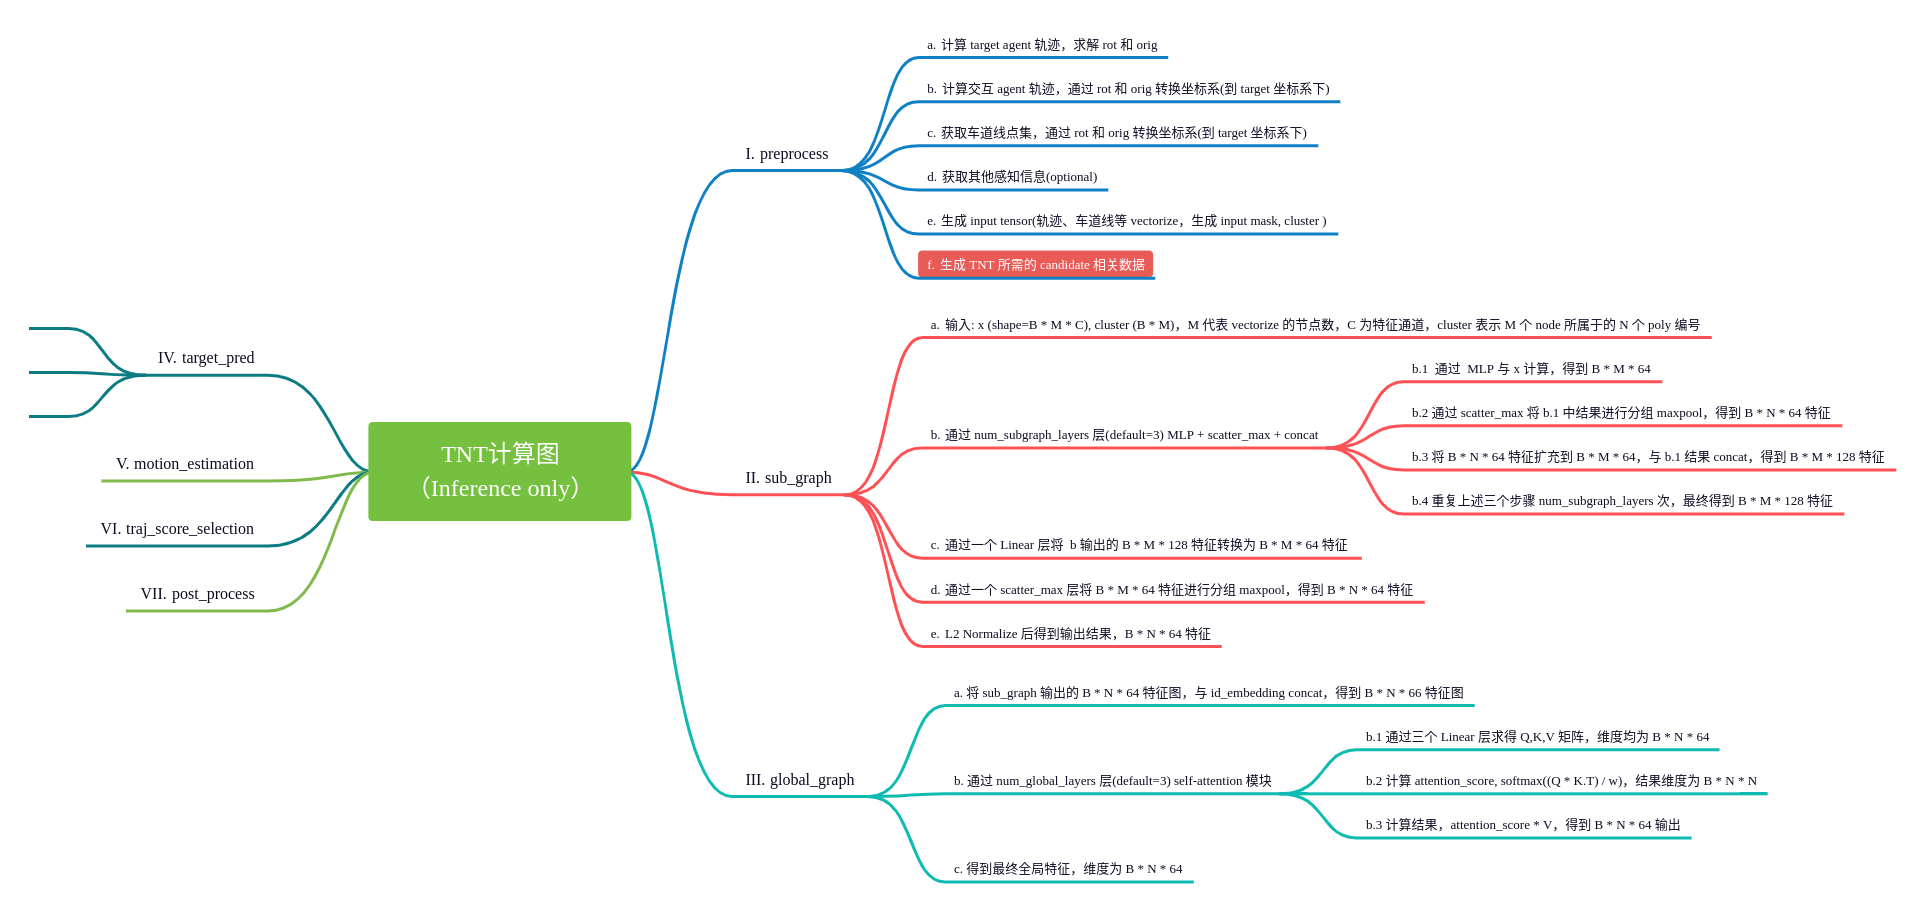 TNT计算图
（Inference only）
I. preprocess
a. 计算 target agent 轨迹，求解 rot 和 orig
b. 计算交互 agent 轨迹，通过 rot 和 orig 转换坐标系(到 target 坐标系下)
c. 获取车道线点集，通过 rot 和 orig 转换坐标系(到 target 坐标系下)
d. 获取其他感知信息(optional)
e. 生成 input tensor(轨迹、车道线等 vectorize，生成 input mask, cluster )
f. 生成 TNT 所需的 candidate 相关数据
II. sub_graph
a. 输入: x (shape=B * M * C), cluster (B * M)，M 代表 vectorize 的节点数，C 为特征通道，cluster 表示 M 个 node 所属于的 N 个 poly 编号
b. 通过 num_subgraph_layers 层(default=3) MLP + scatter_max + concat
b.1 通过 MLP 与 x 计算，得到 B * M * 64
b.2 通过 scatter_max 将 b.1 中结果进行分组 maxpool，得到 B * N * 64 特征
b.3 将 B * N * 64 特征扩充到 B * M * 64，与 b.1 结果 concat，得到 B * M * 128 特征
b.4 重复上述三个步骤 num_subgraph_layers 次，最终得到 B * M * 128 特征
c. 通过一个 Linear 层将 b 输出的 B * M * 128 特征转换为 B * M * 64 特征
d. 通过一个 scatter_max 层将 B * M * 64 特征进行分组 maxpool，得到 B * N * 64 特征
e. L2 Normalize 后得到输出结果，B * N * 64 特征
III. global_graph
a. 将 sub_graph 输出的 B * N * 64 特征图，与 id_embedding concat，得到 B * N * 66 特征图
b. 通过 num_global_layers 层(default=3) self-attention 模块
b.1 通过三个 Linear 层求得 Q,K,V 矩阵，维度均为 B * N * 64
b.2 计算 attention_score, softmax((Q * K.T) / w)，结果维度为 B * N * N
b.3 计算结果，attention_score * V，得到 B * N * 64 输出
c. 得到最终全局特征，维度为 B * N * 64
IV. target_pred
V. motion_estimation
VI. traj_score_selection
VII. post_process